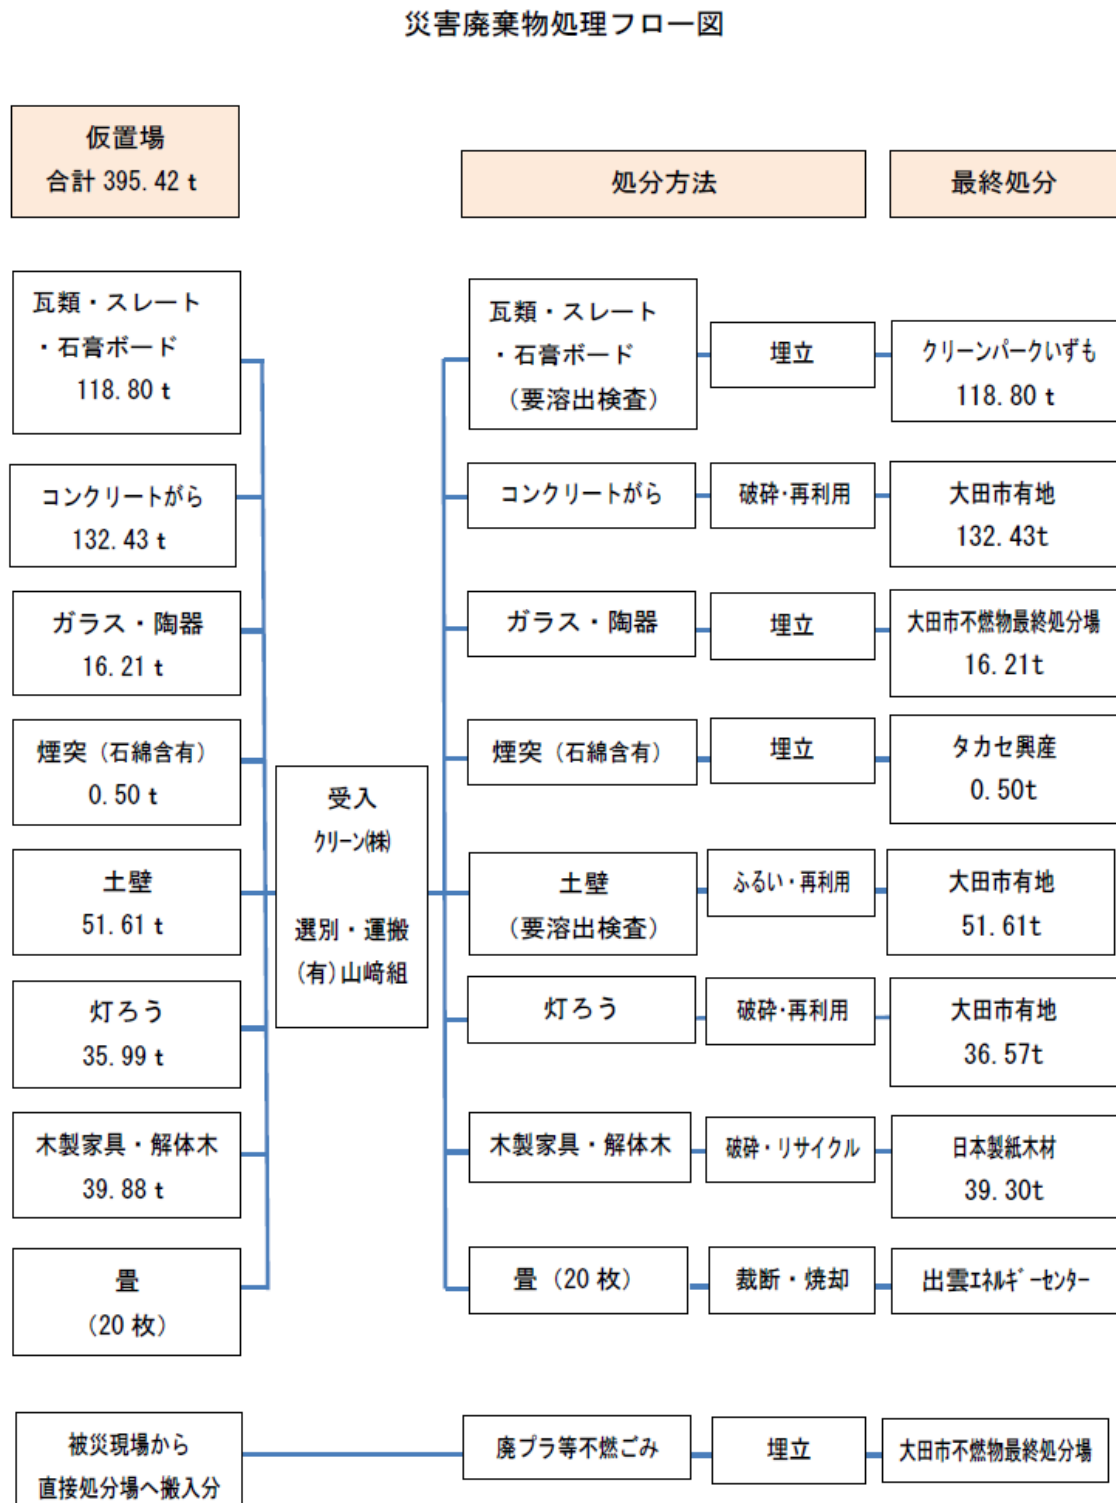 災害廃棄物処理フロー図
仮置場
合計 395.42 t
処分方法
最終処分
瓦類・スレート
・石膏ボード
118.80 t
瓦類・スレート
・石膏ボード
（要溶出検査）
埋立
クリーンパークいずも
118.80 t
コンクリートがら
132.43 t
コンクリートがら
破砕・再利用
大田市有地
132.43t
ガラス・陶器
16.21 t
ガラス・陶器
埋立
大田市不燃物最終処分場
16.21t
煙突（石綿含有）
0.50 t
煙突（石綿含有）
埋立
タカセ興産
0.50t
受入
クリーン㈱
選別・運搬
(有)山﨑組
土壁
51.61 t
土壁
（要溶出検査）
ふるい・再利用
大田市有地
51.61t
灯ろう
35.99 t
灯ろう
破砕・再利用
大田市有地
36.57t
木製家具・解体木
39.88 t
木製家具・解体木
破砕・リサイクル
日本製紙木材
39.30t
畳
（20 枚）
畳（20 枚）
裁断・焼却
出雲エネルギーセンター
被災現場から
直接処分場へ搬入分
廃プラ等不燃ごみ
埋立
大田市不燃物最終処分場